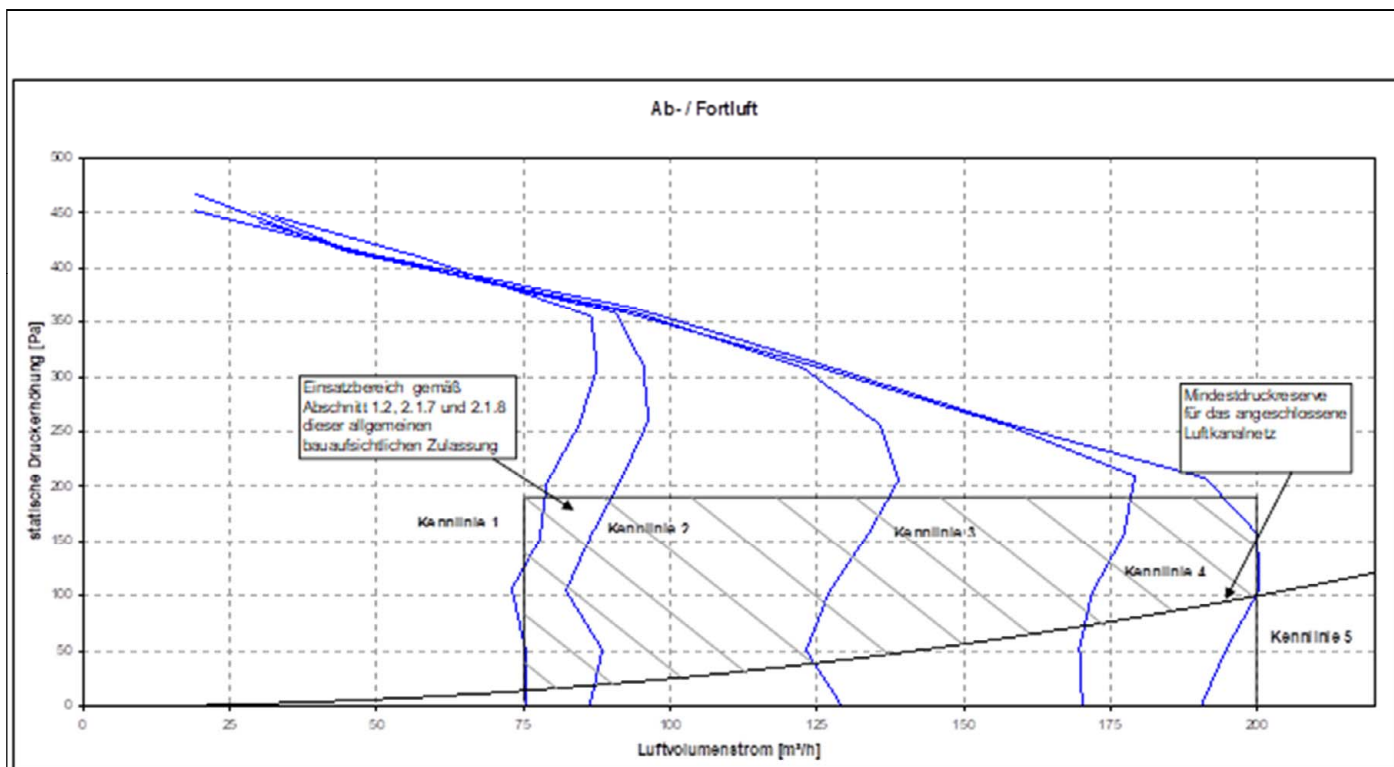 Ab- / Fortluft
500
450
400
350
300
250
200
150
100
50
0
statische Druckerhöhung [Pa]
Einsatzbereich gemäß
Abschnitt 1.2, 2.1.7 und 2.1.8
dieser allgemeinen
bauaufsichtlichen Zulassung
Mindestdruckreserve
für das angeschlossene
Luftkanalnetz
Kennlinie 1
Kennlinie 2
Kennlinie 3
Kennlinie 4
Kennlinie 5
0 25 50 75 100 125 150 175 200
Luftvolumenstrom [m³/h]